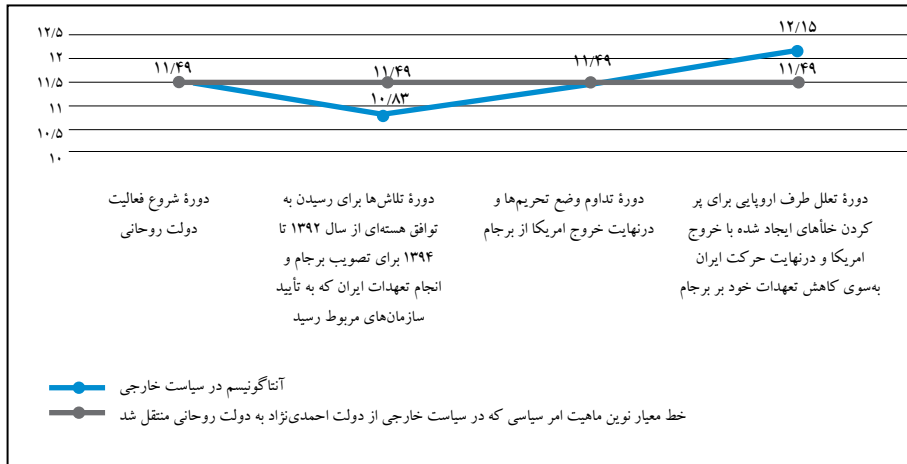 ۱۲/۵
۱۲
۱۱/۵
۱۱
۱۰/۵
۱۰
۱۱/۴۹
۱۱/۴۹
۱۰/۸۳
۱۱/۴۹
۱۲/۱۵
۱۱/۴۹
دورهٔ شروع فعالیت
دولت روحانی
دورهٔ تلاش‌ها برای رسیدن به
توافق هسته‌ای از سال ۱۳۹۲ تا
۱۳۹۴ برای تصویب برجام و
انجام تعهدات ایران که به تأیید
سازمان‌های مربوط رسید
دورهٔ تداوم وضع تحریم‌ها و
درنهایت خروج امریکا از برجام
دورهٔ تعلل طرف اروپایی برای پر
کردن خلأهای ایجاد شده با خروج
امریکا و درنهایت حرکت ایران
به‌سوی کاهش تعهدات خود بر برجام
آنتاگونیسم در سیاست خارجی
خط معیار نوین ماهیت امر سیاسی که در سیاست خارجی از دولت احمدی‌نژاد به دولت روحانی منتقل شد